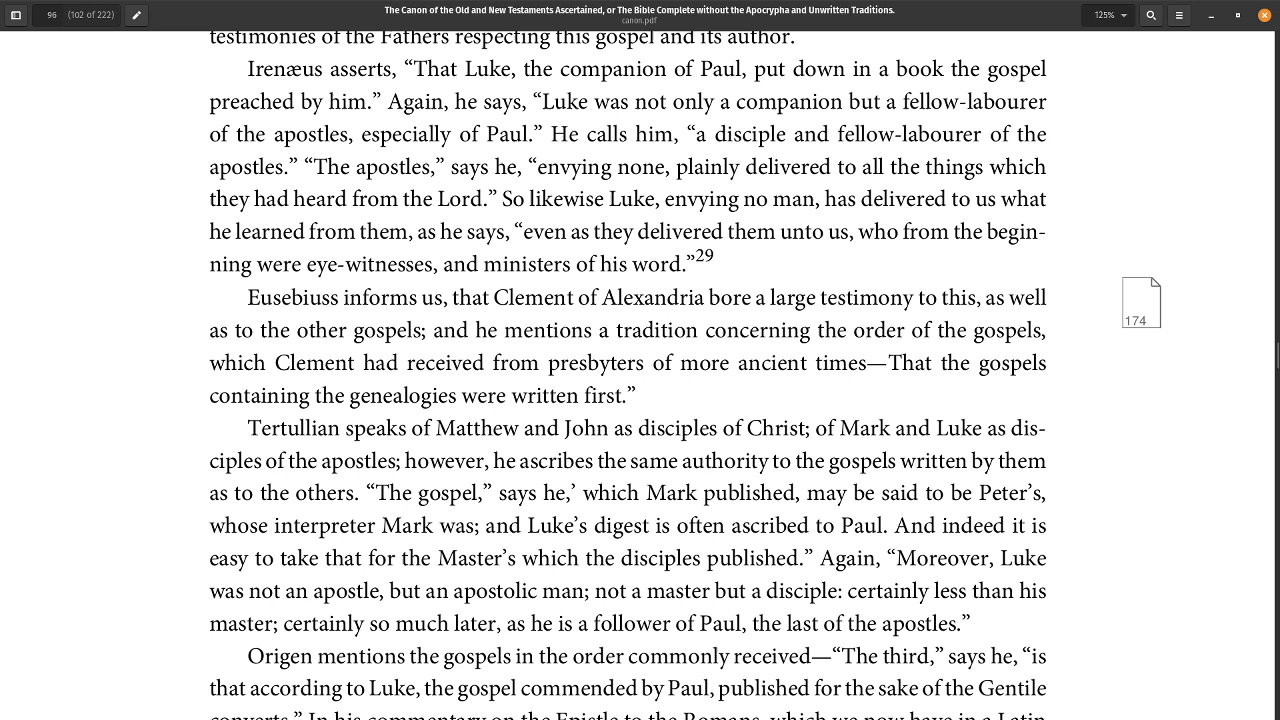 96 (102 of 222)
The Canon of the Old and New Testaments Ascertained, or The Bible Complete without the Apocrypha and Unwritten Traditions.
canon.pdf
125%
testimonies of the Fathers respecting this gospel and its author.
Irenæus asserts, “That Luke, the companion of Paul, put down in a book the gospel
preached by him.” Again, he says, “Luke was not only a companion but a fellow-labourer
of the apostles, especially of Paul.” He calls him, “a disciple and fellow-labourer of the
apostles.” “The apostles,” says he, “envying none, plainly delivered to all the things which
they had heard from the Lord.” So likewise Luke, envying no man, has delivered to us what
he learned from them, as he says, “even as they delivered them unto us, who from the begin-
ning were eye-witnesses, and ministers of his word.”29
Eusebiuss informs us, that Clement of Alexandria bore a large testimony to this, as well
as to the other gospels; and he mentions a tradition concerning the order of the gospels,
which Clement had received from presbyters of more ancient times—That the gospels
containing the genealogies were written first.”
174
Tertullian speaks of Matthew and John as disciples of Christ; of Mark and Luke as dis-
ciples of the apostles; however, he ascribes the same authority to the gospels written by them
as to the others. “The gospel,” says he,’ which Mark published, may be said to be Peter’s,
whose interpreter Mark was; and Luke’s digest is often ascribed to Paul. And indeed it is
easy to take that for the Master’s which the disciples published.” Again, “Moreover, Luke
was not an apostle, but an apostolic man; not a master but a disciple: certainly less than his
master; certainly so much later, as he is a follower of Paul, the last of the apostles.”
Origen mentions the gospels in the order commonly received—“The third,” says he, “is
that according to Luke, the gospel commended by Paul, published for the sake of the Gentile
converts.” In his commentary on the Epistle to the Romans, which we now have in a Latin